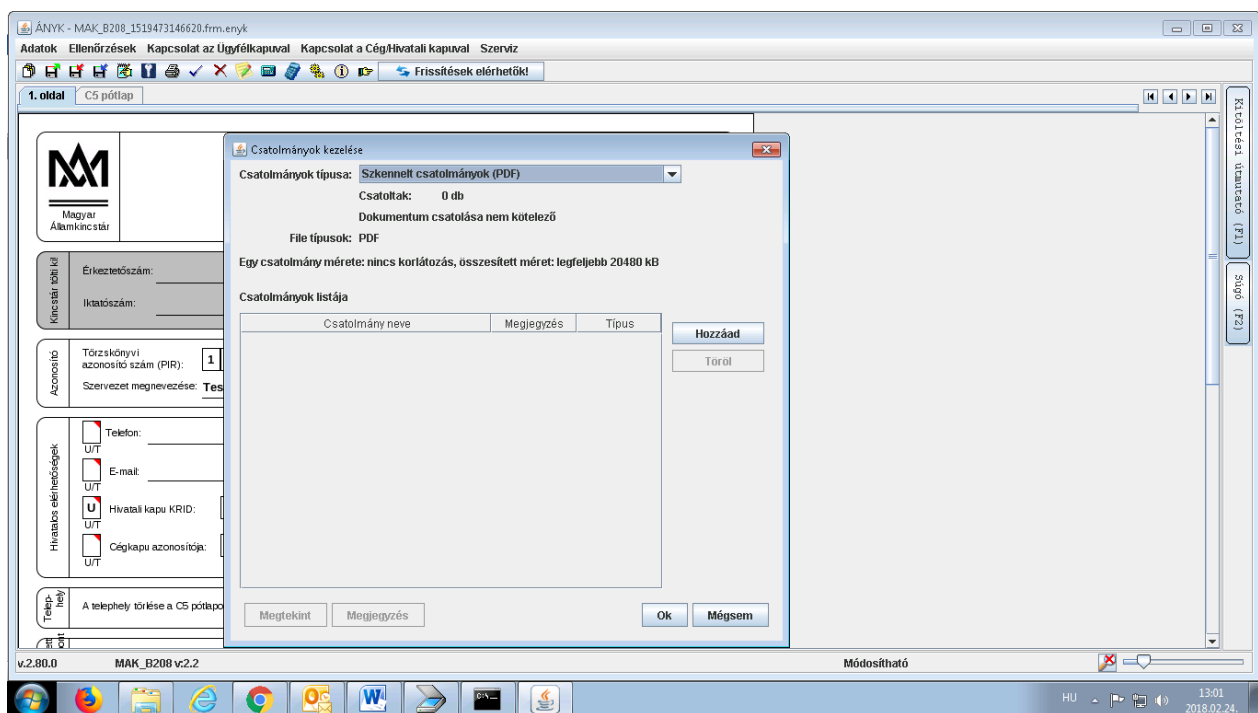 ÁNYK - MAK_B208_1519473146620.frm.enyk
Adatok Ellenőrzések Kapcsolat az Ügyfélkapuval Kapcsolat a Cég/Hivatali kapuval Szerviz
Frissítések elérhetők!
1. oldal C5 pótlap
Kitöltési útmutató (F1)
Súgó (F2)
Magyar
Államkincstár
Kincstár tölti ki!
Érkeztetőszám:
Iktatószám:
Azonosító
Törzskönyvi
azonosító szám (PIR): 1
Szervezet megnevezése: Tes
Hivatalos elérhetőségek
Telefon:
U/T
E-mail:
U/T
U Hivatali kapu KRID:
U/T
Cégkapu azonosítója:
U/T
Telep-
hely
A telephely törlése a C5 pótlapo
Csatolmányok kezelése
Csatolmányok típusa: Szkennelt csatolmányok (PDF)
Csatoltak: 0 db
Dokumentum csatolása nem kötelező
File típusok: PDF
Egy csatolmány mérete: nincs korlátozás, összesített méret: legfeljebb 20480 kB
Csatolmányok listája
Csatolmány neve Megjegyzés Típus
Hozzáad
Töröl
Megtekint Megjegyzés Ok Mégsem
v.2.80.0 MAK_B208 v:2.2 Módosítható
HU 13:01
2018.02.24.